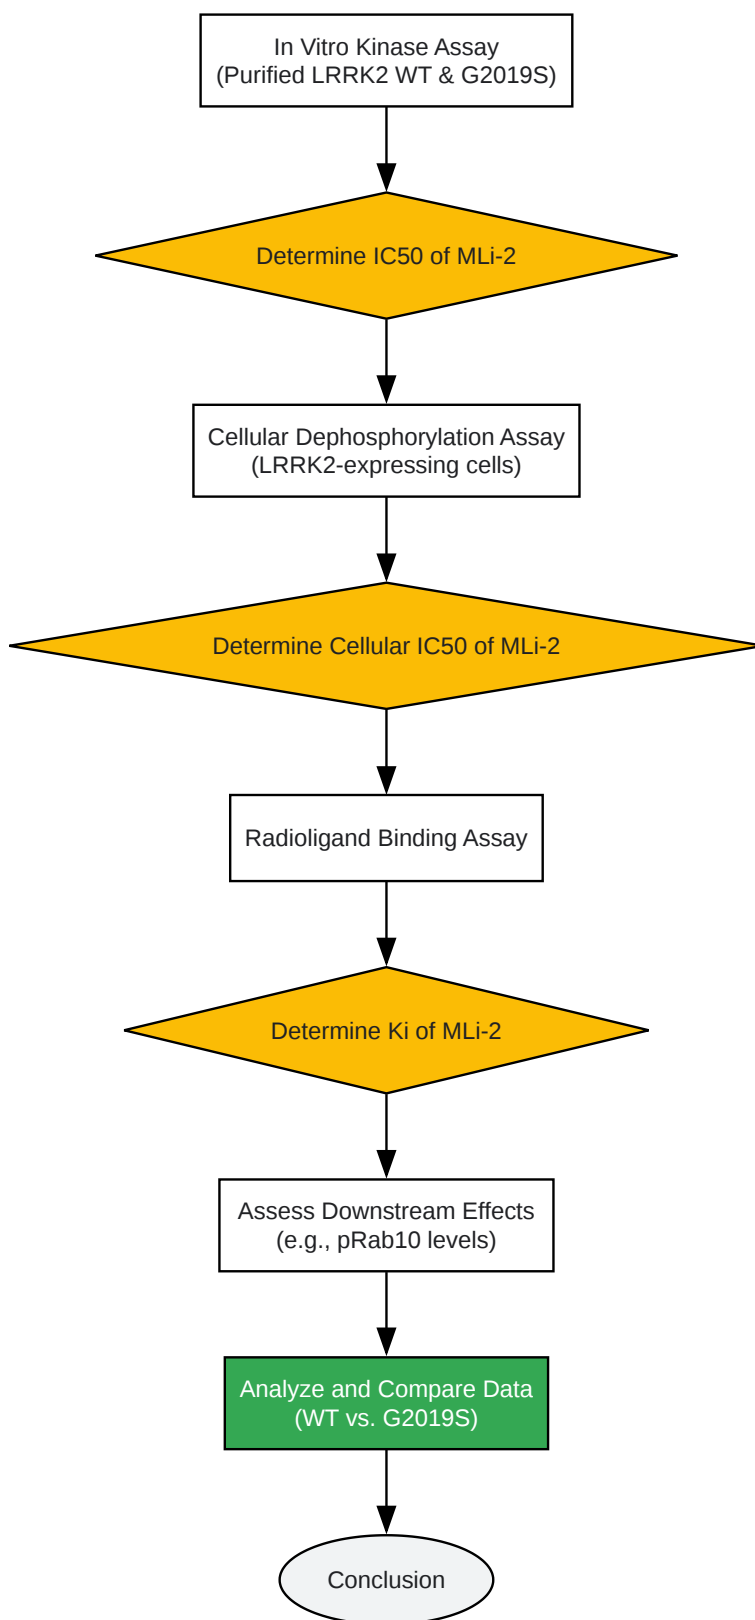 In Vitro Kinase Assay
(Purified LRRK2 WT & G2019S)
Determine IC50 of MLi-2
Cellular Dephosphorylation Assay
(LRRK2-expressing cells)
Determine Cellular IC50 of MLi-2
Radioligand Binding Assay
Determine Ki of MLi-2
Assess Downstream Effects
(e.g., pRab10 levels)
Analyze and Compare Data
(WT vs. G2019S)
Conclusion